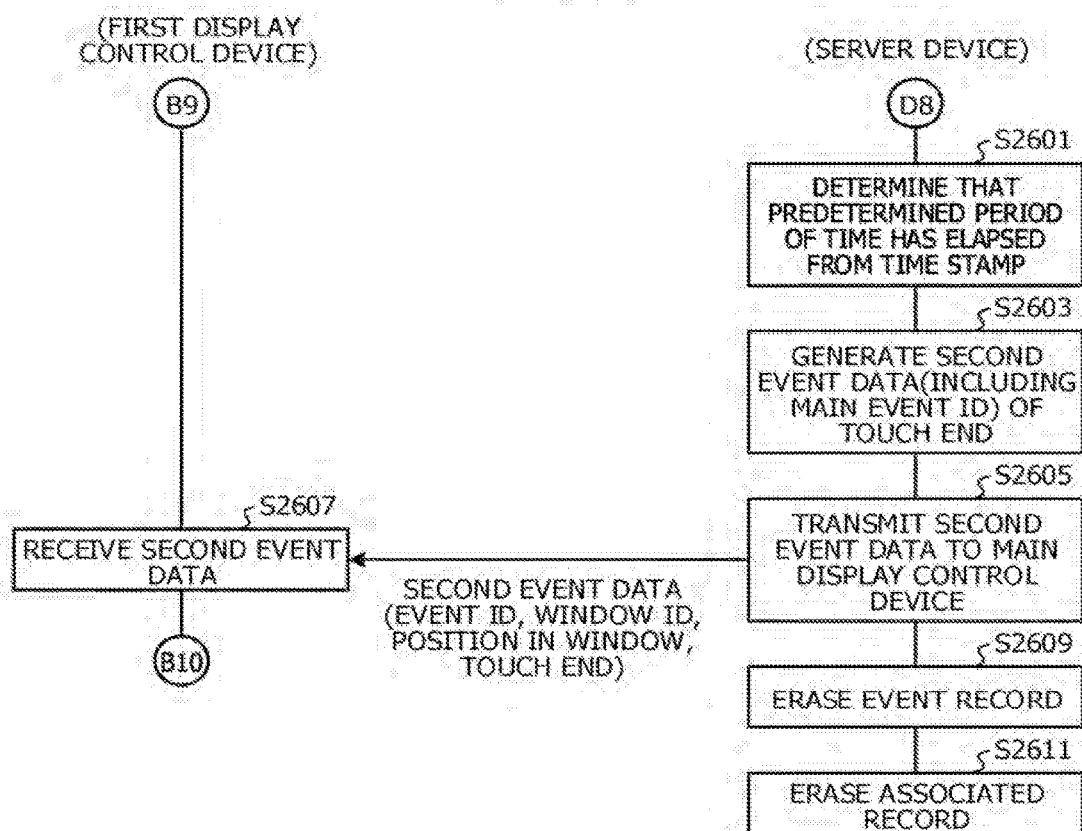 (FIRST DISPLAY
CONTROL DEVICE)
B9
(SERVER DEVICE)
D8
S2601
DETERMINE THAT
PREDETERMINED PERIOD
OF TIME HAS ELAPSED
FROM TIME STAMP
S2603
GENERATE SECOND
EVENT DATA(INCLUDING
MAIN EVENT ID) OF
TOUCH END
S2605
TRANSMIT SECOND
EVENT DATA TO MAIN
DISPLAY CONTROL
DEVICE
S2607
RECEIVE SECOND EVENT
DATA
SECOND EVENT DATA
(EVENT ID, WINDOW ID,
POSITION IN WINDOW,
TOUCH END)
B10
S2609
ERASE EVENT RECORD
S2611
ERASE ASSOCIATED
RECORD